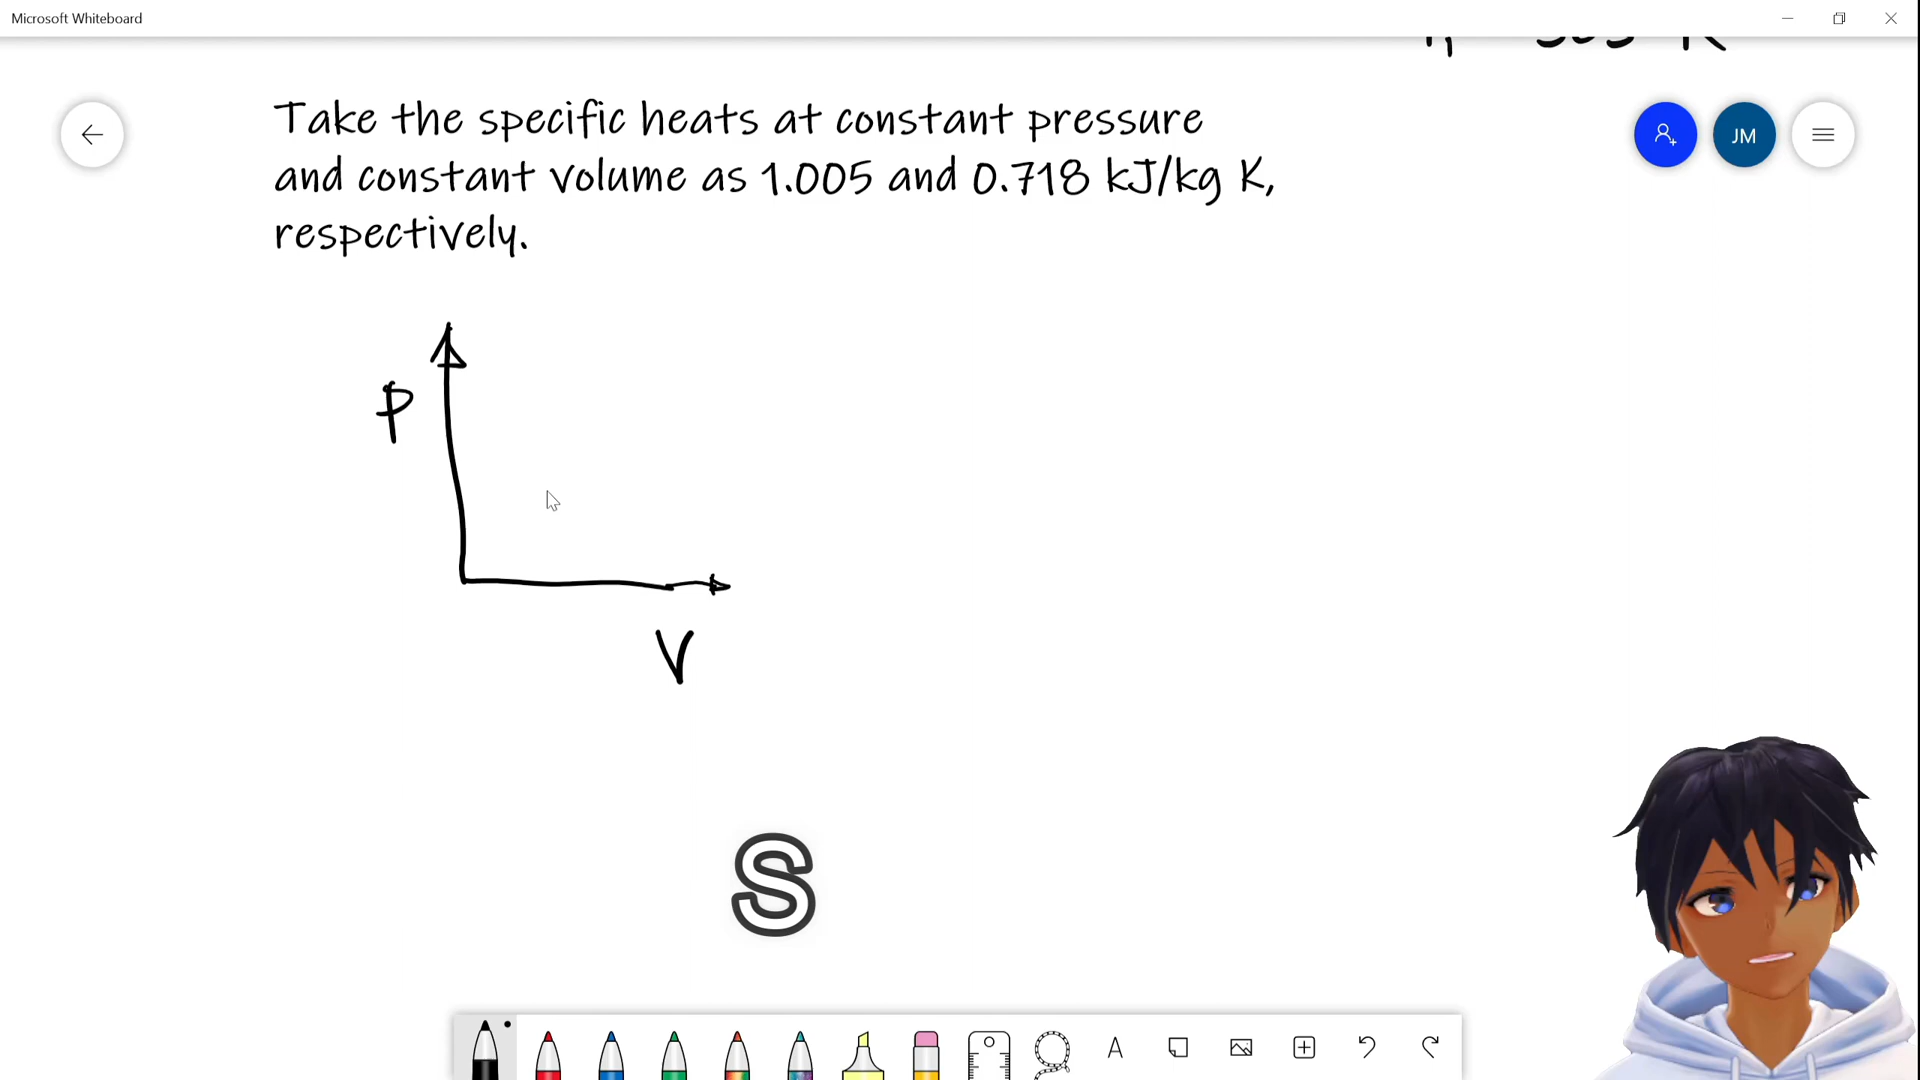 Microsoft Whiteboard
Take the specific heats at constant pressure
and constant volume as 1.005 and 0.718 kJ/kg K,
respectively.
JM
P
V
S
A